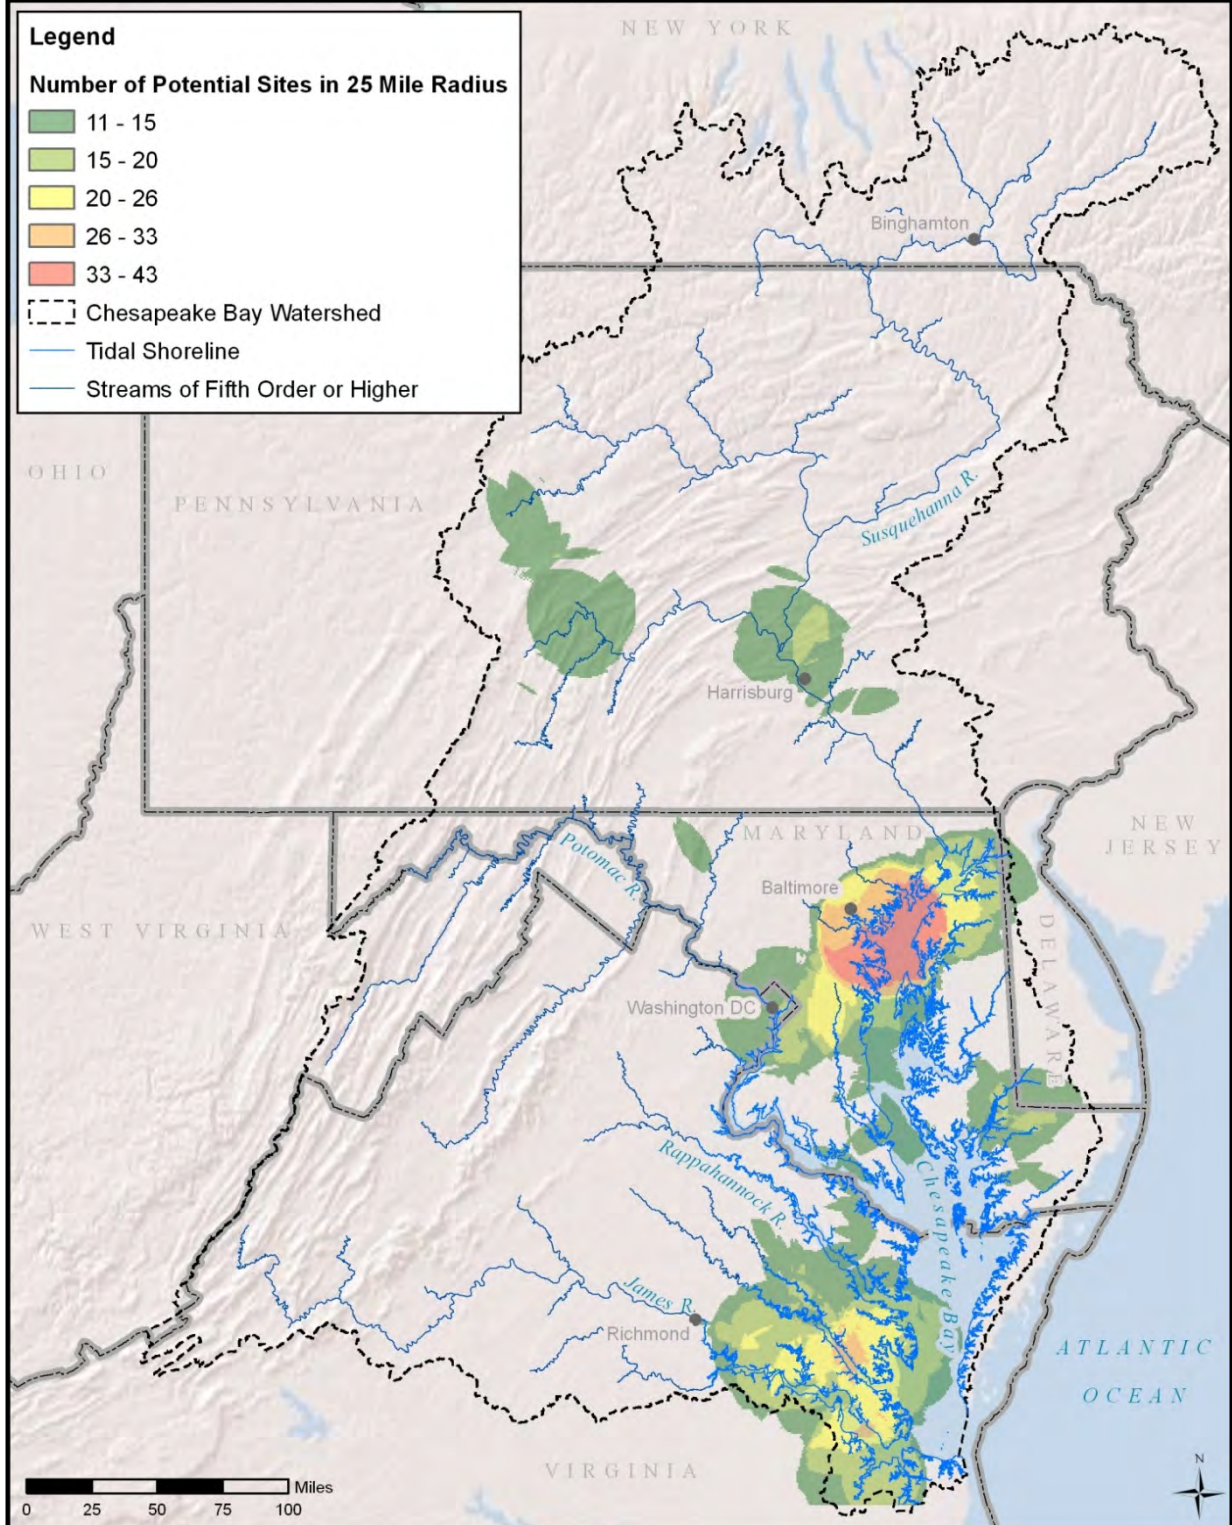 Legend
Number of Potential Sites in 25 Mile Radius
11 - 15
15 - 20
20 - 26
26 - 33
33 - 43
Chesapeake Bay Watershed
Tidal Shoreline
Streams of Fifth Order or Higher
NEW YORK
Binghamton
OHIO
PENNSYLVANIA
Susquehanna R.
Harrisburg
MARYLAND
NEW
JERSEY
Potomac R.
Baltimore
WEST VIRGINIA
DELAWARE
Washington DC
Rappahannock R.
Chesapeake Bay
James R.
Richmond
ATLANTIC
OCEAN
VIRGINIA
Miles
0 25 50 75 100
N